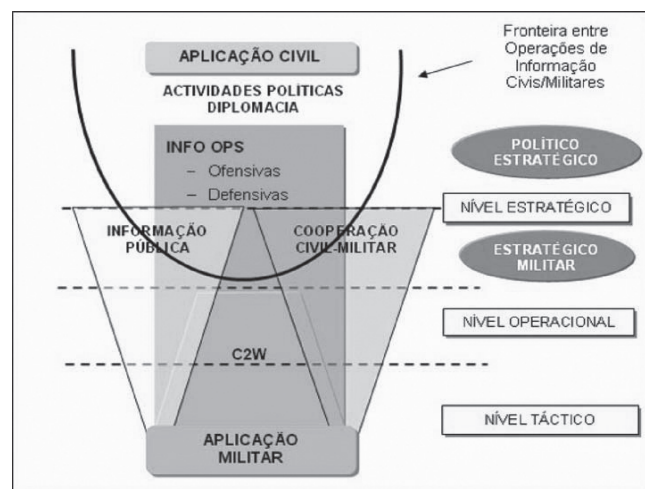 APLICAÇÃO CIVIL
ACTIVIDADES POLÍTICAS
DIPLOMACIA
Fronteira entre
Operações de
Informação
Civis/Militares
INFO OPS
– Ofensivas
– Defensivas
POLÍTICO
ESTRATÉGICO
NÍVEL ESTRATÉGICO
INFORMAÇÃO
PÚBLICA
COOPERAÇÃO
CIVIL-MILITAR
ESTRATÉGICO
MILITAR
NÍVEL OPERACIONAL
C2W
NÍVEL TÁCTICO
APLICAÇÃO
MILITAR